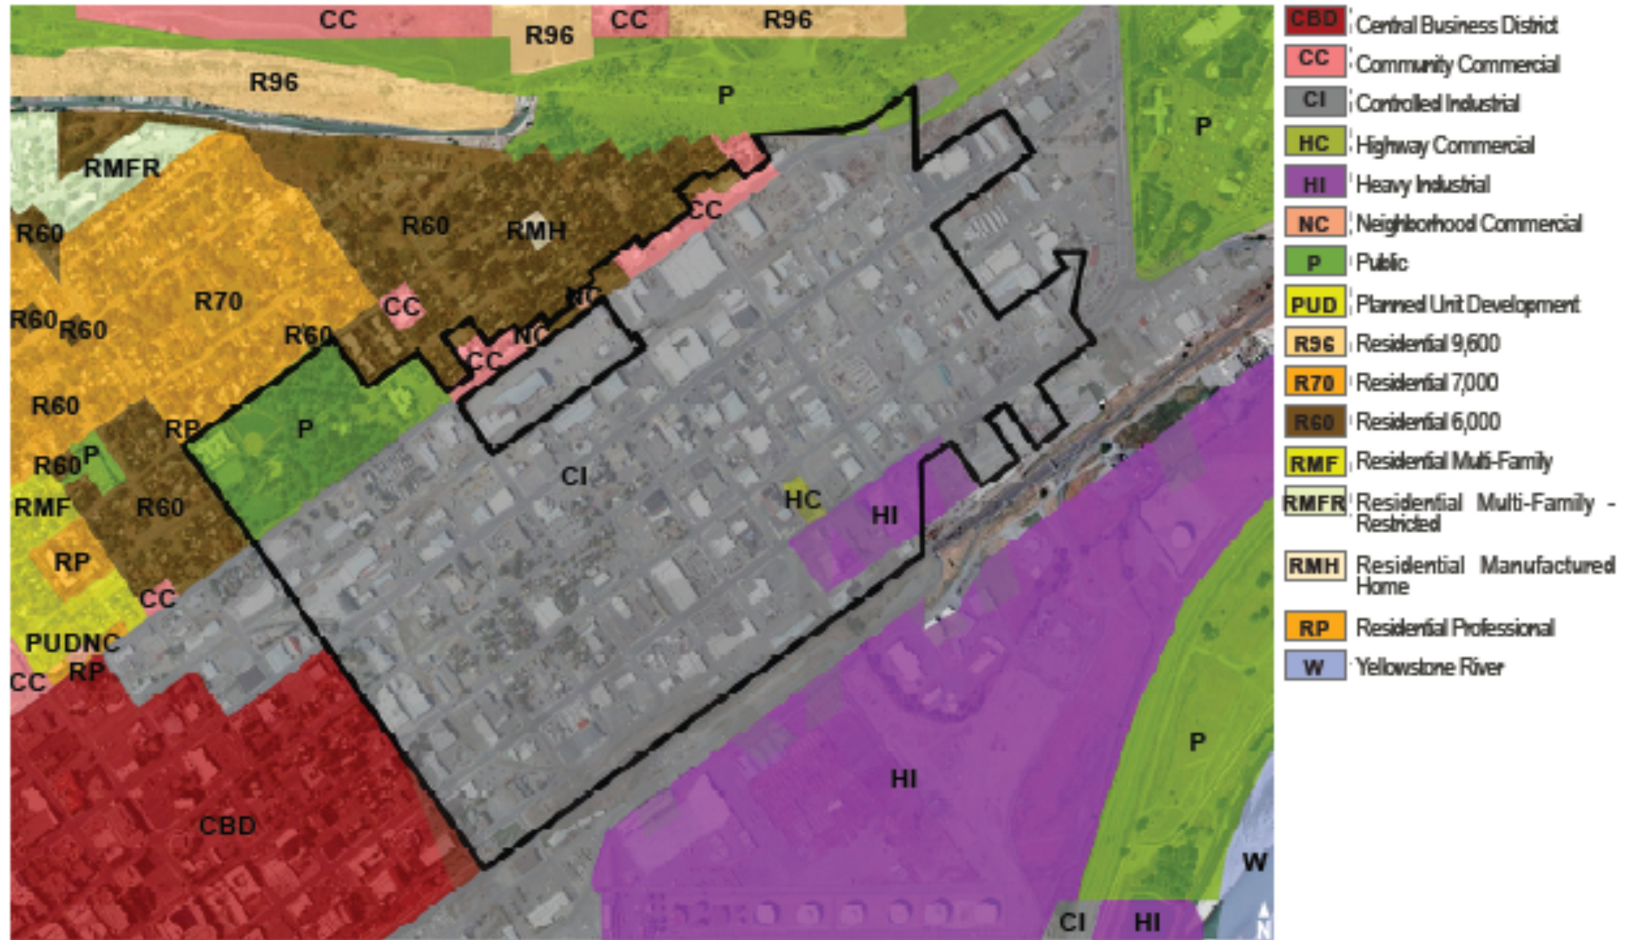 CC
R96
CC
R96
R96
P
P
RMFR
R60
R60
RMH
CC
R70
CC
NC
R60
R60
R60
NC
CC
R60
RP
P
P
R60
CI
RMF
R60
HC
HI
RP
CC
PUD
NC
RP
CC
P
HI
CBD
W
CI
HI
N
CBD Central Business District
CC Community Commercial
CI Controlled Industrial
HC Highway Commercial
HI Heavy Industrial
NC Neighborhood Commercial
P Public
PUD Planned Unit Development
R96 Residential 9,600
R70 Residential 7,000
R60 Residential 6,000
RMF Residential Multi-Family
RMFR Residential Multi-Family -
Restricted
RMH Residential Manufactured
Home
RP Residential Professional
W Yellowstone River